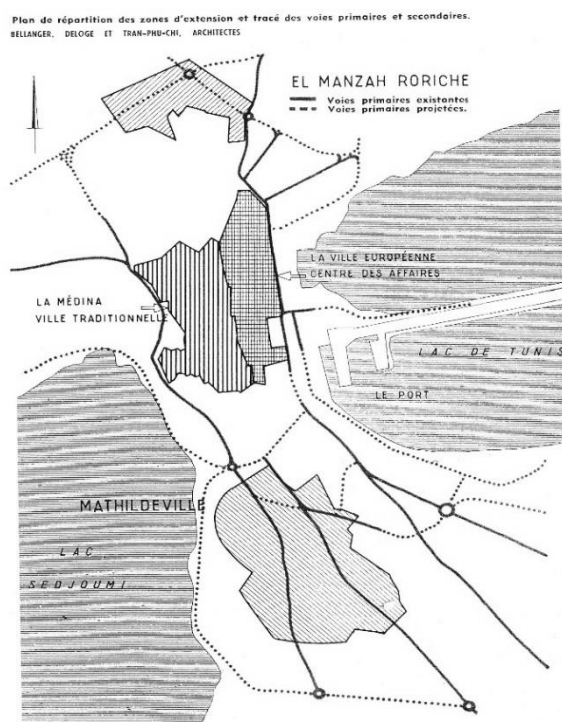 Plan de répartition des zones d'extension et tracé des voies primaires et secondaires.
BELLANGER, DELOGE ET TRAN-PHU-CHI, ARCHITECTES
EL MANZAH RORICHE
Voies primaires existantes
Voies primaires projetées.
LA VILLE EUROPÉENNE
CENTRE DES AFFAIRES
LA MÉDINA
VILLE TRADITIONNELLE
LAC DE TUNIS
LE PORT
MATHILDEVILLE
LAC
SEDJOUMI